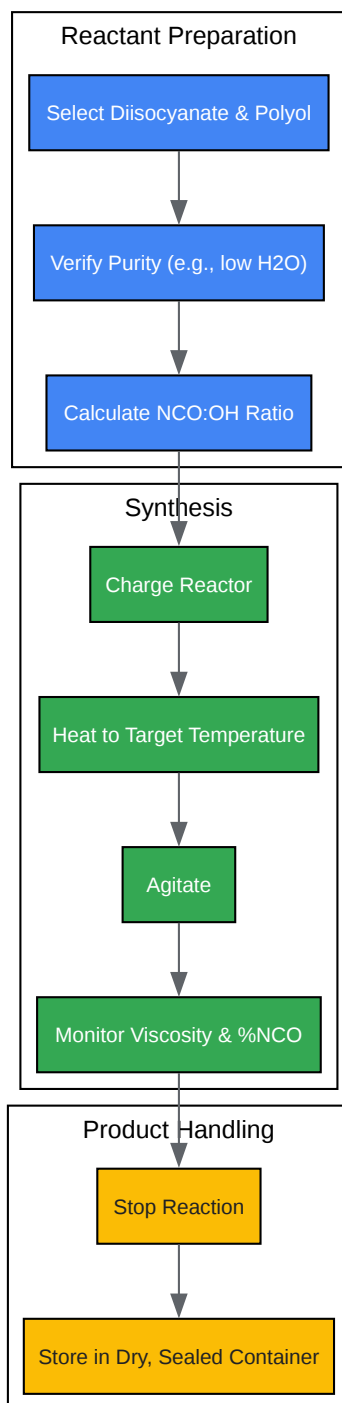 Reactant Preparation
Select Diisocyanate & Polyol
Verify Purity (e.g., low H2O)
Calculate NCO:OH Ratio
Synthesis
Charge Reactor
Heat to Target Temperature
Agitate
Monitor Viscosity & %NCO
Product Handling
Stop Reaction
Store in Dry, Sealed Container